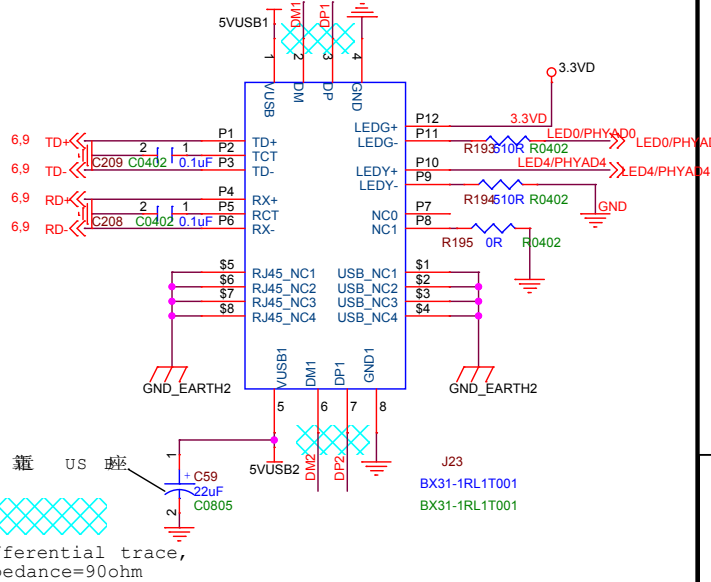 5VUSB1
DM1
DP1
1
2
3
4
VUSB
DM
DP
GND
3.3VD
P12
LEDG+
3.3VD
6,9 TD+
P1
TD+
P11
LEDG-
R193 510R R0402
LED0/PHYAD0
C209 2 C0402 1 0.1uF
P2
TCT
6,9 TD-
P3
TD-
P10
LEDY+
LED4/PHYAD4
LED4/PHYAD4
P9
LEDY-
R194 510R R0402
GND
6,9 RD+
P4
RX+
C208 2 C0402 1 0.1uF
P5
RCT
P7
NC0
6,9 RD-
P6
RX-
P8
NC1
R195 0R R0402
$5
RJ45_NC1
USB_NC1
$1
$6
RJ45_NC2
USB_NC2
$2
$7
RJ45_NC3
USB_NC3
$3
$8
RJ45_NC4
USB_NC4
$4
GND_EARTH2
GND_EARTH2
VUSB1
DM1
DP1
GND1
5
6
7
8
5VUSB2
DM2
DP2
J23
BX31-1RL1T001
BX31-1RL1T001
US 座
1
+ C59
22uF
C0805
2
fferential trace,
pedance=90ohm